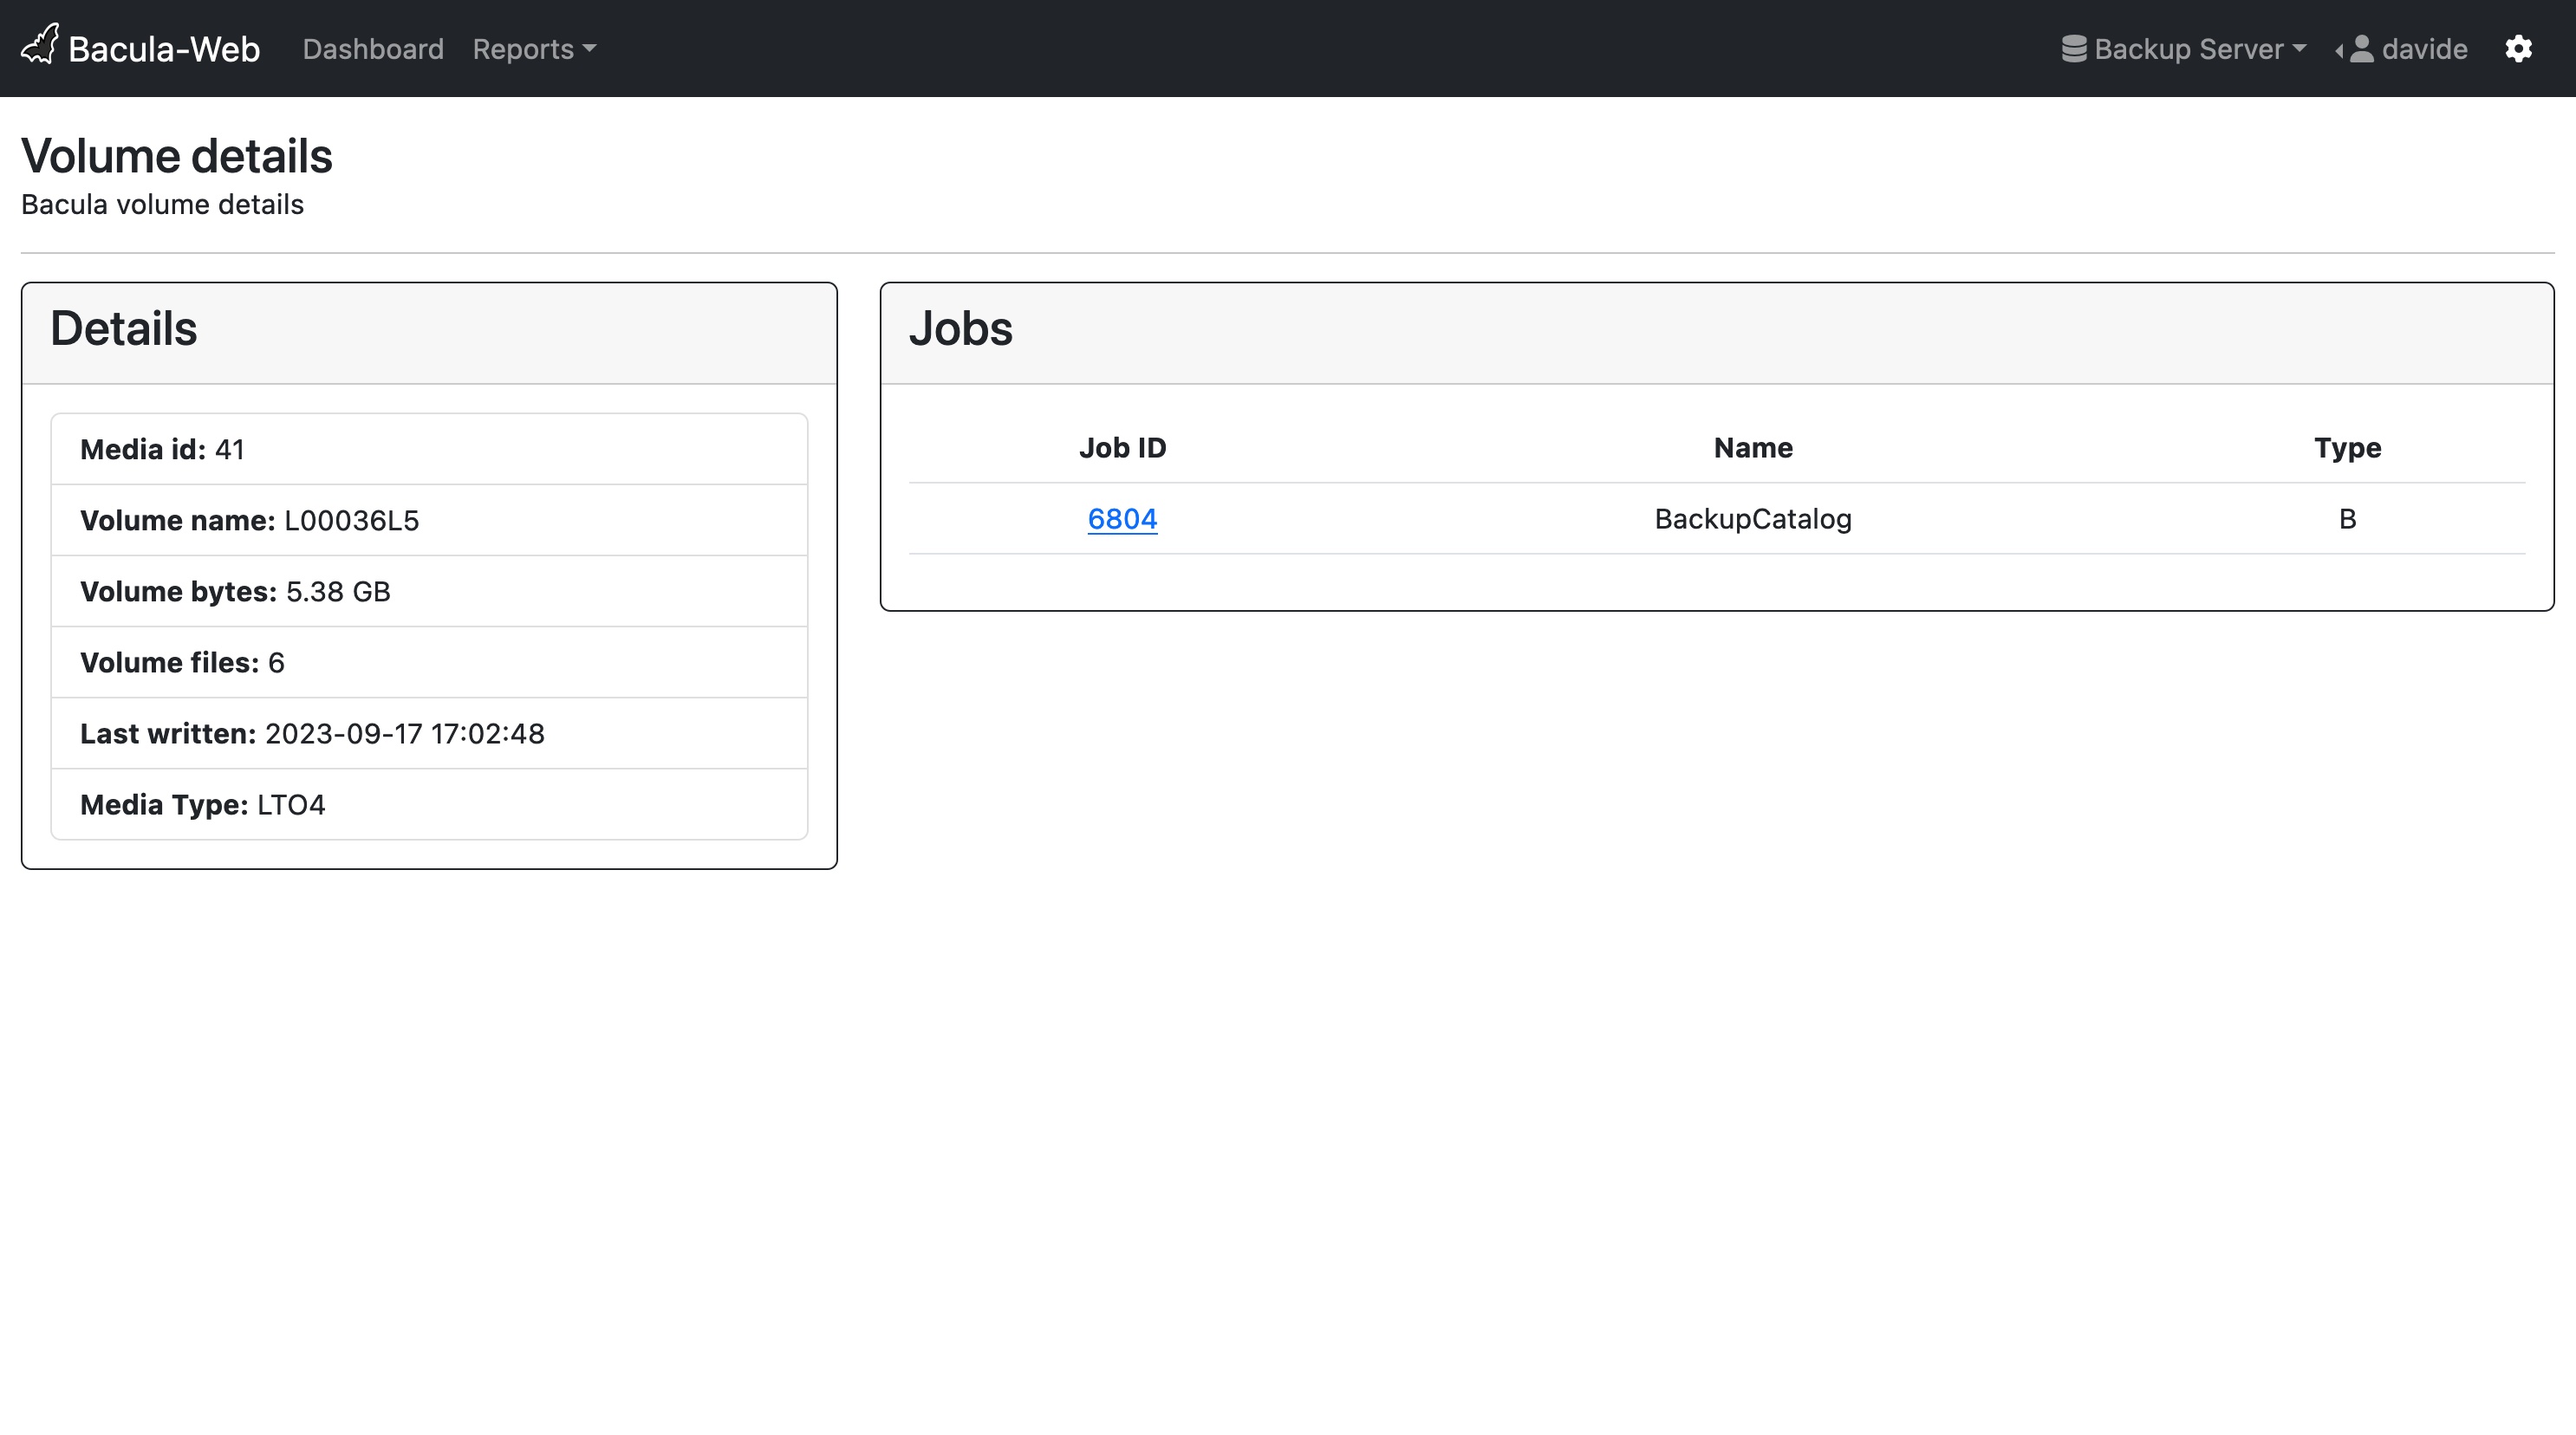 Bacula-Web Dashboard Reports Backup Server davide
Volume details
Bacula volume details
Details
Media id: 41
Volume name: L00036L5
Volume bytes: 5.38 GB
Volume files: 6
Last written: 2023-09-17 17:02:48
Media Type: LTO4
Jobs
Job ID Name Type
6804 BackupCatalog B